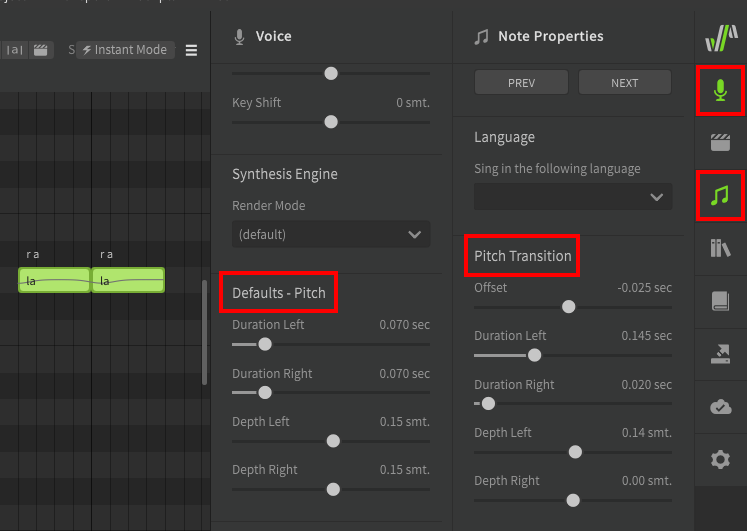 |a|
S
Instant Mode
r a
r a
la
la
Voice
Key Shift
0 smt.
Synthesis Engine
Render Mode
(default)
Defaults - Pitch
Duration Left
0.070 sec
Duration Right
0.070 sec
Depth Left
0.15 smt.
Depth Right
0.15 smt.
Note Properties
PREV
NEXT
Language
Sing in the following language
Pitch Transition
Offset
-0.025 sec
Duration Left
0.145 sec
Duration Right
0.020 sec
Depth Left
0.14 smt.
Depth Right
0.00 smt.